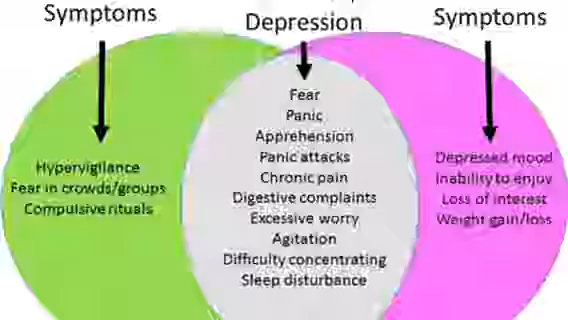 Symptoms
Depression
Symptoms
Fear
Panic
Apprehension
Panic attacks
Chronic pain
Digestive complaints
Excessive worry
Agitation
Difficulty concentrating
Sleep disturbance
Hypervigilance
Fear in crowds/groups
Compulsive rituals
Depressed mood
Inability to enjoy
Loss of interest
Weight gain/loss